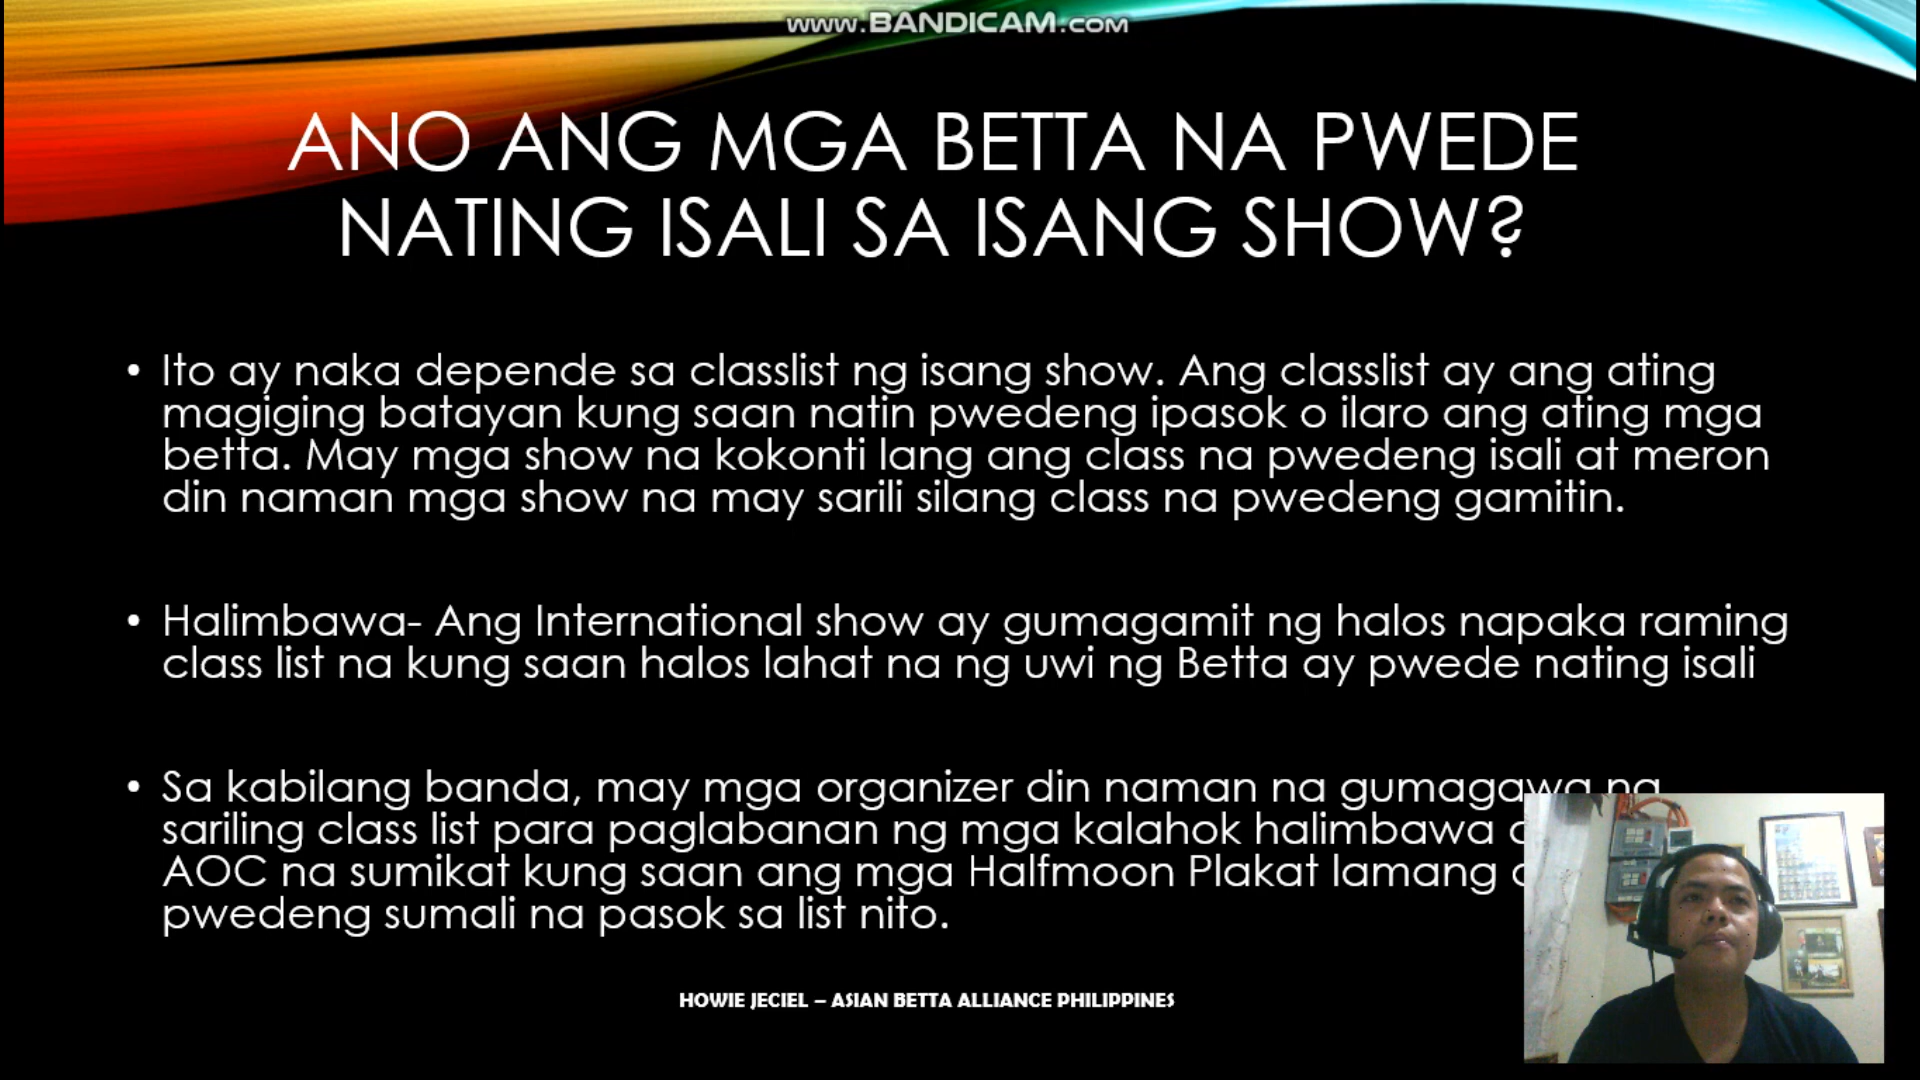 www.BANDICAM.com
ANO ANG MGA BETTA NA PWEDE
NATING ISALI SA ISANG SHOW?
• Ito ay naka depende sa classlist ng isang show. Ang classlist ay ang ating
magiging batayan kung saan natin pwedeng ipasok o ilaro ang ating mga
betta. May mga show na kokonti lang ang class na pwedeng isali at meron
din naman mga show na may sarili silang class na pwedeng gamitin.
• Halimbawa- Ang International show ay gumagamit ng halos napaka raming
class list na kung saan halos lahat na ng uwi ng Betta ay pwede nating isali
• Sa kabilang banda, may mga organizer din naman na gumagawa ng
sariling class list para paglabanan ng mga kalahok halimbawa
AOC na sumikat kung saan ang mga Halfmoon Plakat lamang
pwedeng sumali na pasok sa list nito.
HOWIE JECIEL – ASIAN BETTA ALLIANCE PHILIPPINES